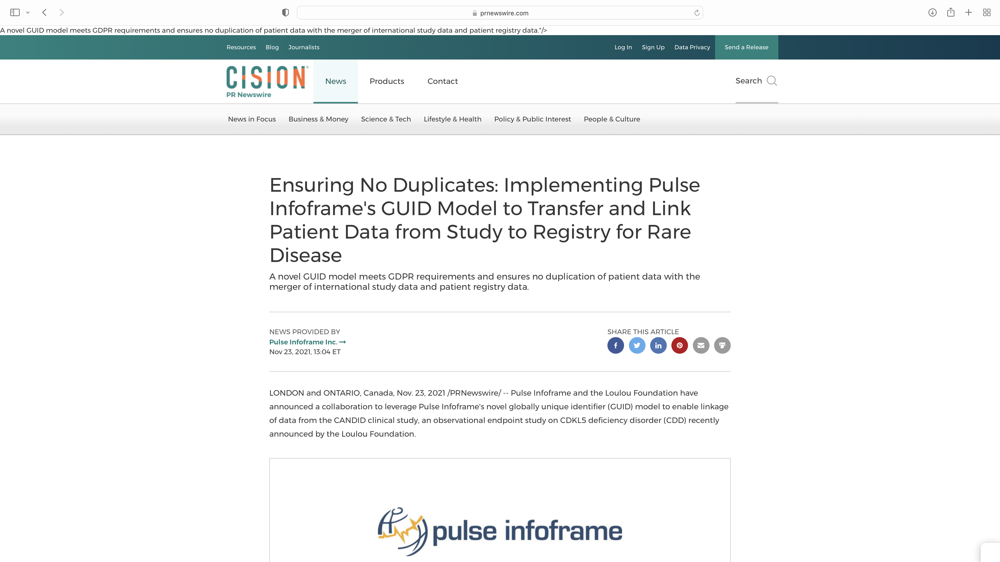 prnewswire.com
A novel GUID model meets GDPR requirements and ensures no duplication of patient data with the merger of international study data and patient registry data."/>
Resources Blog Journalists Log In Sign Up Data Privacy Send a Release
CISION®
PR Newswire
News Products Contact Search
News in Focus Business & Money Science & Tech Lifestyle & Health Policy & Public Interest People & Culture
Ensuring No Duplicates: Implementing Pulse
Infoframe's GUID Model to Transfer and Link
Patient Data from Study to Registry for Rare
Disease
A novel GUID model meets GDPR requirements and ensures no duplication of patient data with the
merger of international study data and patient registry data.
NEWS PROVIDED BY
Pulse Infoframe Inc.
Nov 23, 2021, 13:04 ET
SHARE THIS ARTICLE
LONDON and ONTARIO, Canada, Nov. 23, 2021 /PRNewswire/ -- Pulse Infoframe and the Loulou Foundation have
announced a collaboration to leverage Pulse Infoframe's novel globally unique identifier (GUID) model to enable linkage
of data from the CANDID clinical study, an observational endpoint study on CDKL5 deficiency disorder (CDD) recently
announced by the Loulou Foundation.
pulse infoframe